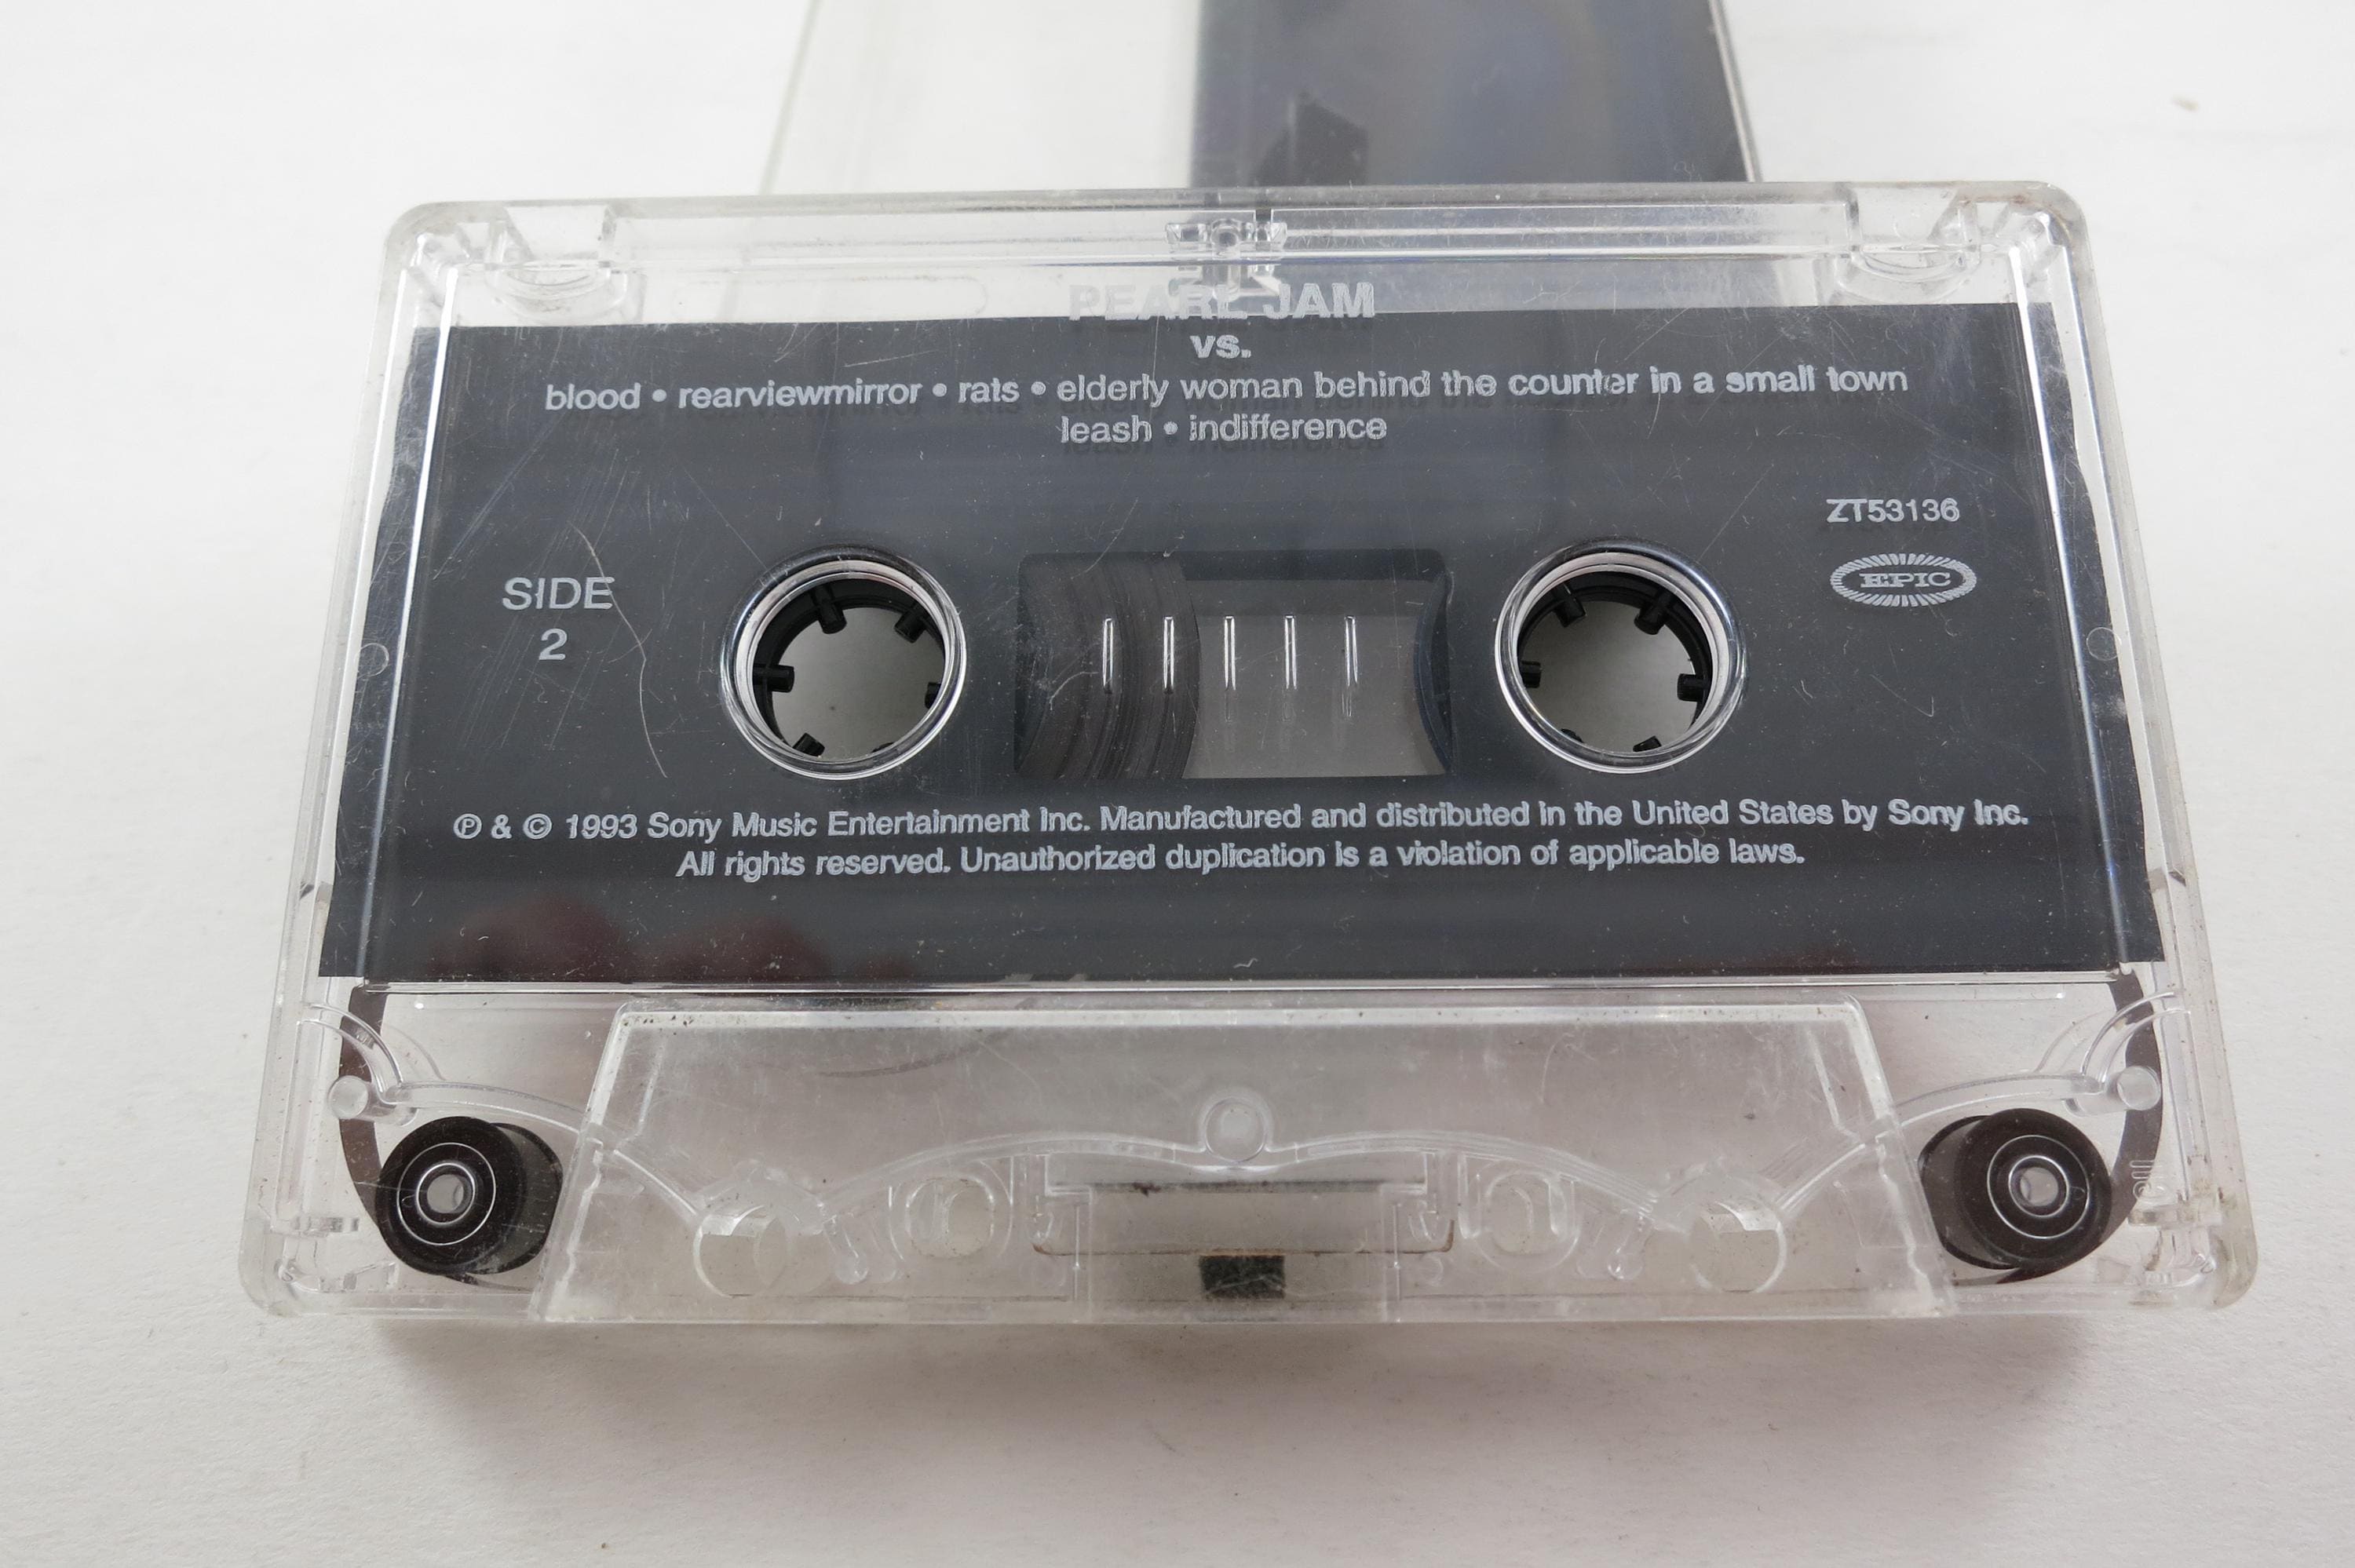 PEARL JAM
vs.
blood • rearviewmirror • rats • elderly woman behind the counter in a small town
leash • indifference
ZT53136
EPIC
SIDE
2
℗ & © 1993 Sony Music Entertainment Inc. Manufactured and distributed in the United States by Sony Inc.
All rights reserved. Unauthorized duplication is a violation of applicable laws.